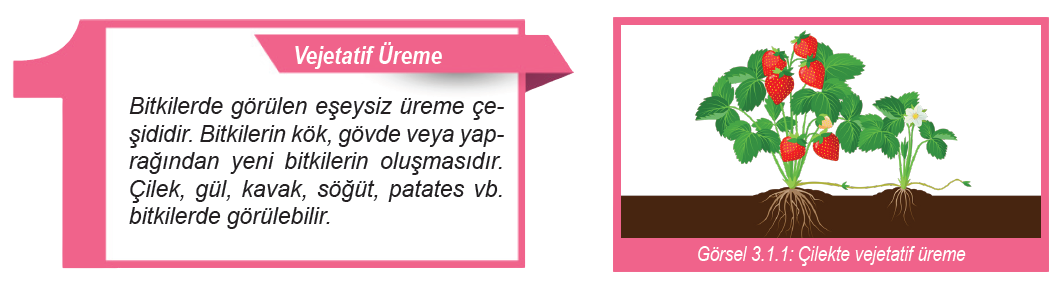 1
Vejetatif Üreme
Bitkilerde görülen eşeysiz üreme çe-
şididir. Bitkilerin kök, gövde veya yap-
rağından yeni bitkilerin oluşmasıdır.
Çilek, gül, kavak, söğüt, patates vb.
bitkilerde görülebilir.
Görsel 3.1.1: Çilekte vejetatif üreme